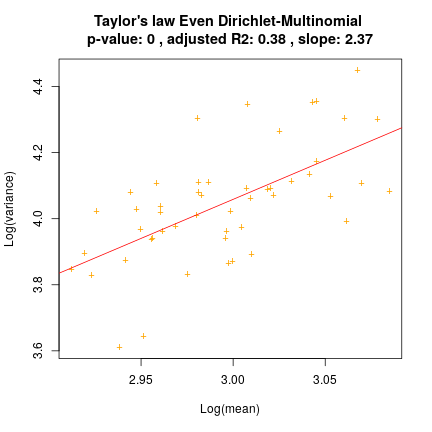 Taylor's law Even Dirichlet-Multinomial
p-value: 0 , adjusted R2: 0.38 , slope: 2.37
4.4
4.2
4.0
3.8
3.6
Log(variance)
2.95 3.00 3.05
Log(mean)